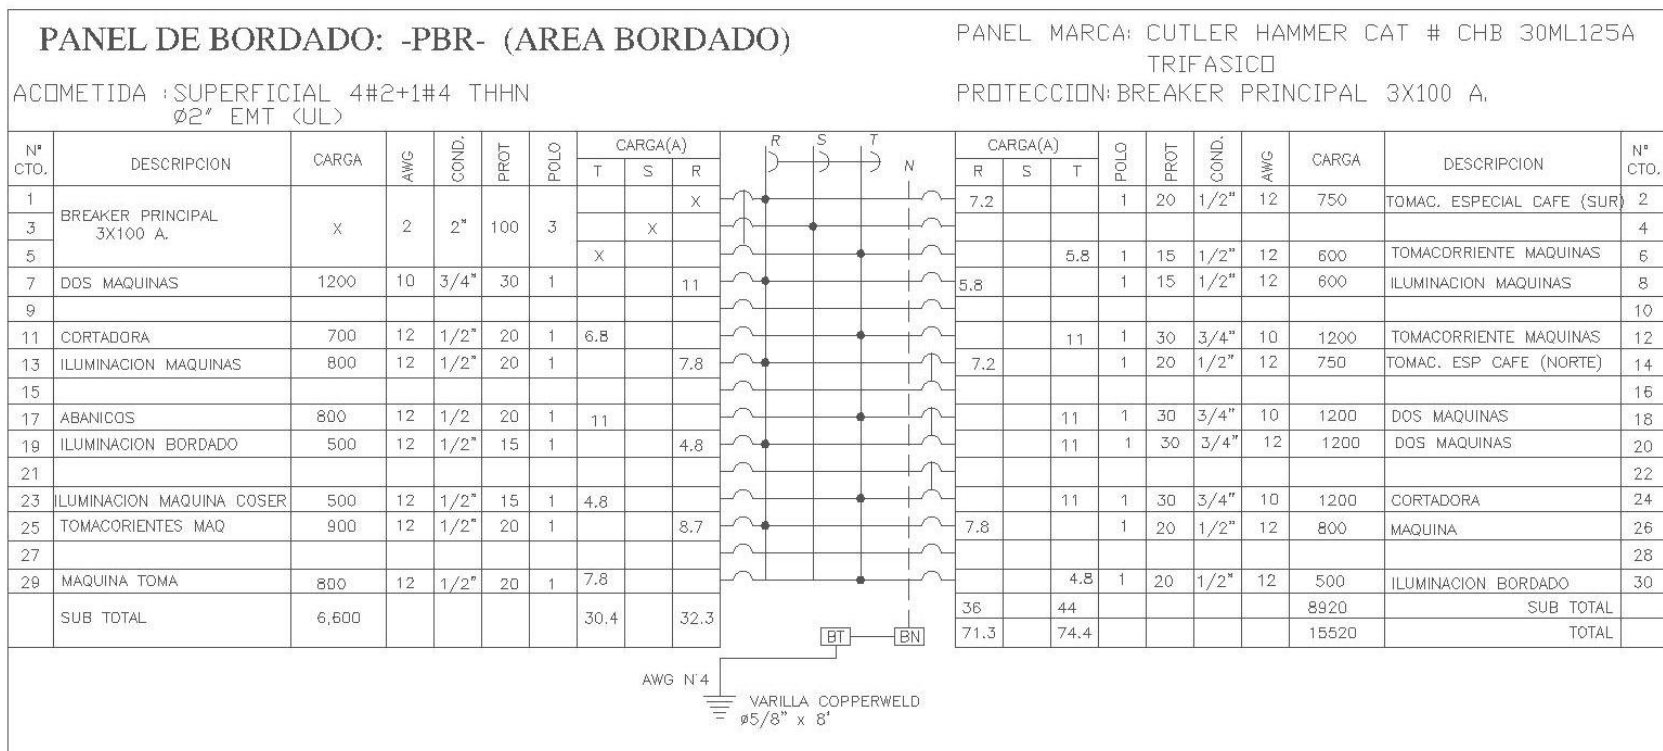 PANEL DE BORDADO: -PBR- (AREA BORDADO)
PANEL MARCA: CUTLER HAMMER CAT # CHB 30ML125A
TRIFASICO
ACOMETIDA :SUPERFICIAL 4#2+1#4 THHN
Ø2" EMT (UL)
PROTECCION:BREAKER PRINCIPAL 3X100 A.
N° CTO. DESCRIPCION CARGA AWG COND. PROT POLO CARGA(A) T S R
R S T N
CARGA(A) R S T POLO PROT COND. AWG CARGA DESCRIPCION N° CTO.
1 X 7.2 1 20 1/2" 12 750 TOMAC. ESPECIAL CAFE (SUR) 2
BREAKER PRINCIPAL
3X100 A.
3 X 2 2" 100 3 X 4
5 X 5.8 1 15 1/2" 12 600 TOMACORRIENTE MAQUINAS 6
7 DOS MAQUINAS 1200 10 3/4" 30 1 11 5.8 1 15 1/2" 12 600 ILUMINACION MAQUINAS 8
9 10
11 CORTADORA 700 12 1/2" 20 1 6.8 11 1 30 3/4" 10 1200 TOMACORRIENTE MAQUINAS 12
13 ILUMINACION MAQUINAS 800 12 1/2" 20 1 7.8 7.2 1 20 1/2" 12 750 TOMAC. ESP CAFE (NORTE) 14
15 16
17 ABANICOS 800 12 1/2 20 1 11 11 1 30 3/4" 10 1200 DOS MAQUINAS 18
19 ILUMINACION BORDADO 500 12 1/2" 15 1 4.8 11 1 30 3/4" 12 1200 DOS MAQUINAS 20
21 22
23 ILUMINACION MAQUINA COSER 500 12 1/2" 15 1 4.8 11 1 30 3/4" 10 1200 CORTADORA 24
25 TOMACORIENTES MAQ 900 12 1/2" 20 1 8.7 7.8 1 20 1/2" 12 800 MAQUINA 26
27 28
29 MAQUINA TOMA 800 12 1/2" 20 1 7.8 4.8 1 20 1/2" 12 500 ILUMINACION BORDADO 30
SUB TOTAL 6,600 30.4 32.3 36 44 8920 SUB TOTAL
71.3 74.4 15520 TOTAL
BT BN
AWG N°4
VARILLA COPPERWELD
ø5/8" x 8'